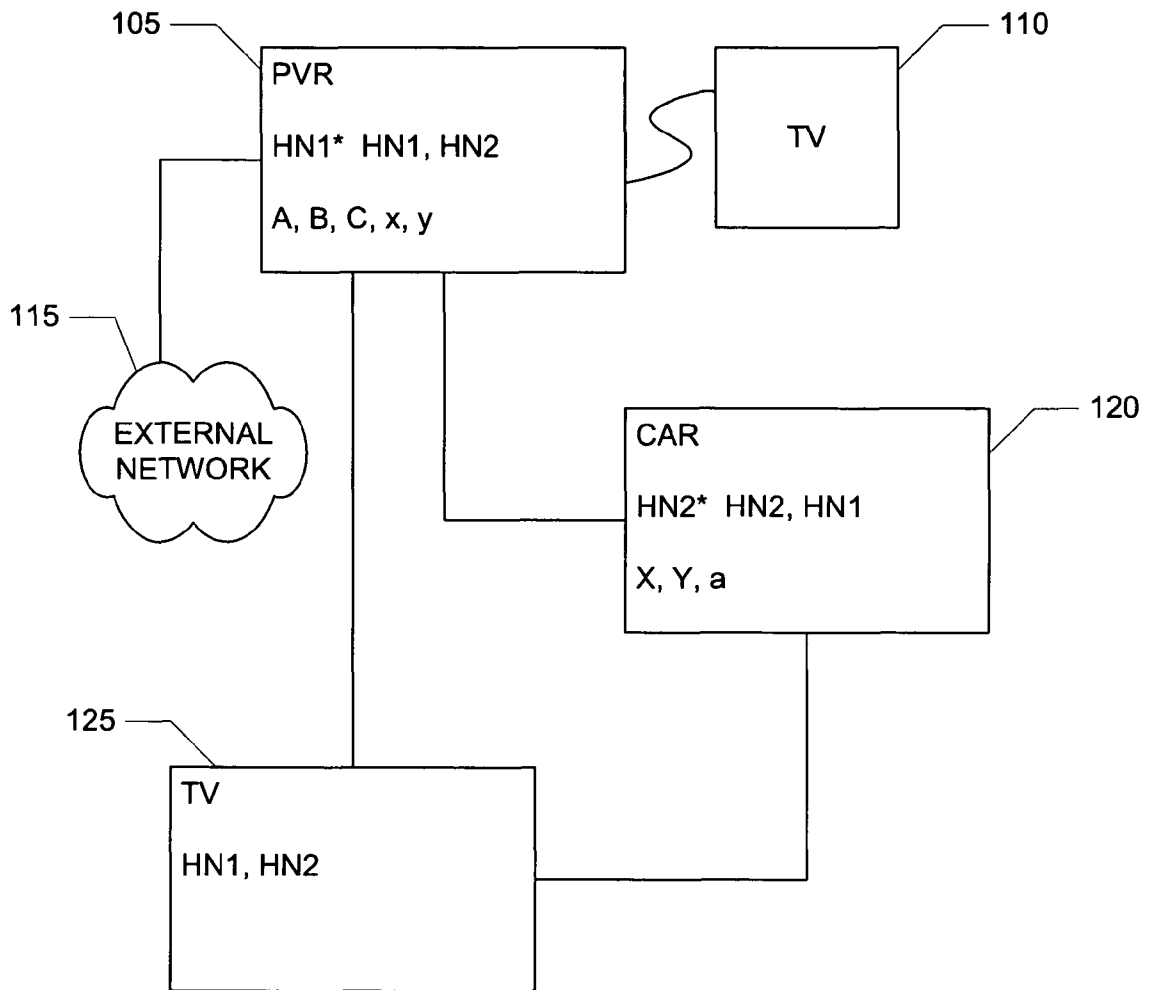 105
110
PVR
HN1* HN1, HN2
A, B, C, x, y
TV
115
EXTERNAL
NETWORK
120
CAR
HN2* HN2, HN1
X, Y, a
125
TV
HN1, HN2